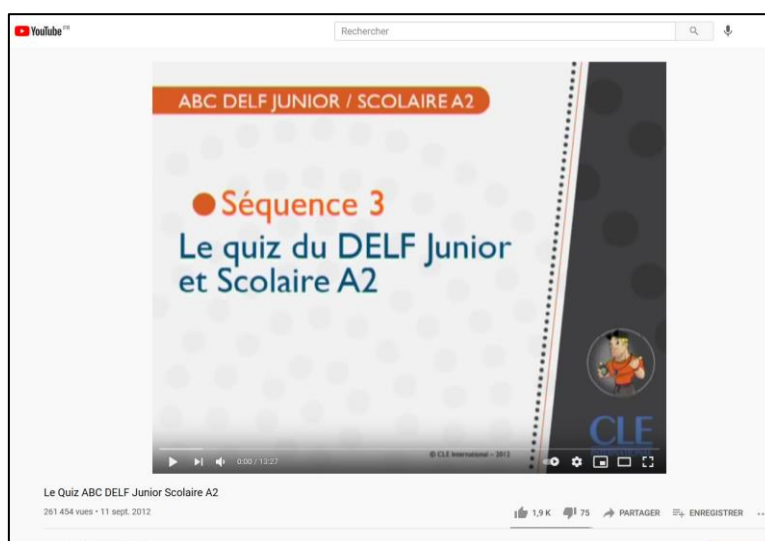 YouTube FR
Rechercher
ABC DELF JUNIOR / SCOLAIRE A2
Séquence 3
Le quiz du DELF Junior
et Scolaire A2
CLE
INTERNATIONAL
© CLE International – 2012
0:00 / 13:27
Le Quiz ABC DELF Junior Scolaire A2
261 454 vues • 11 sept. 2012
1,9 K
75
PARTAGER
ENREGISTRER